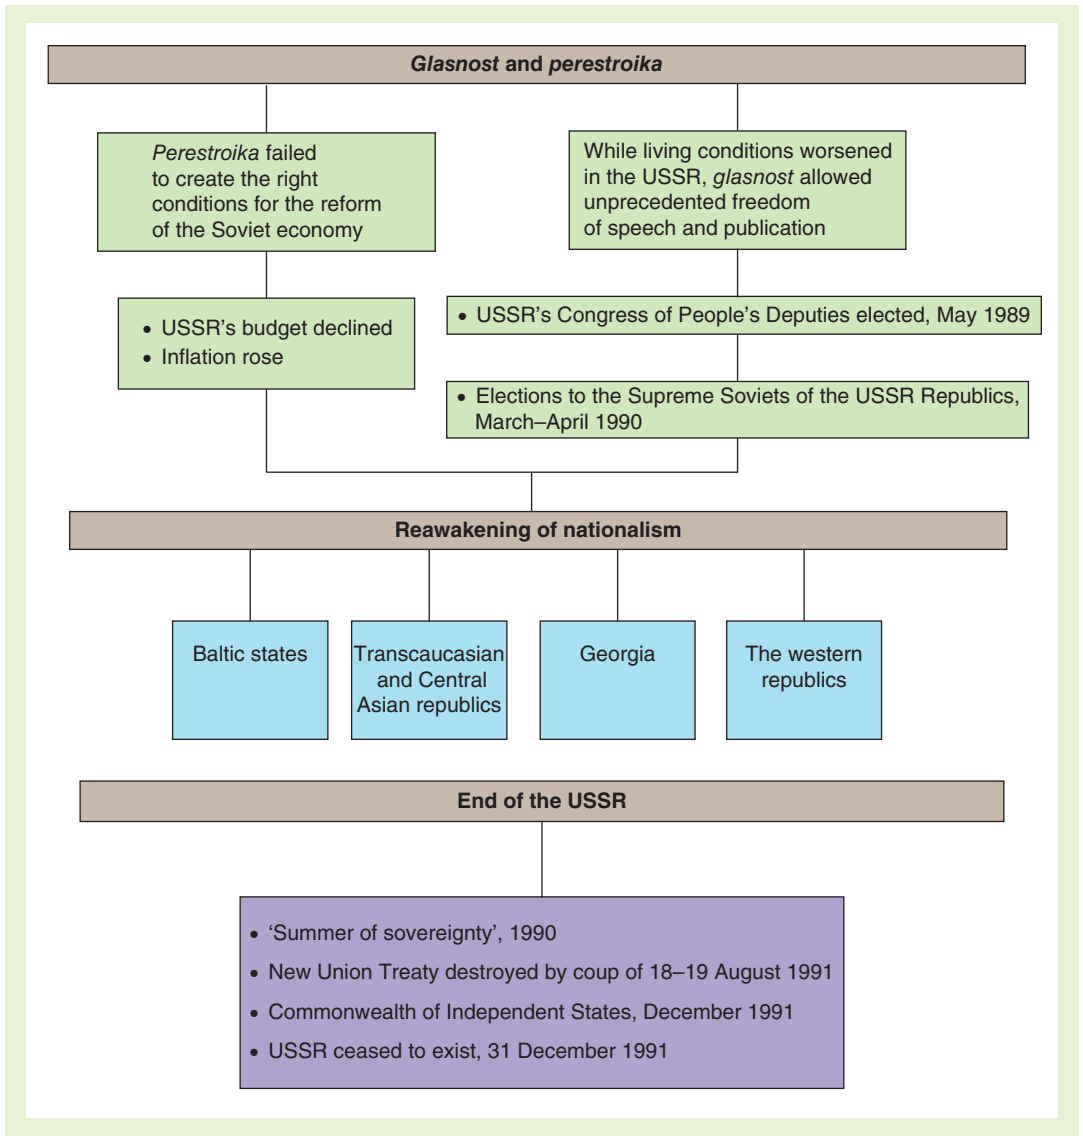 Glasnost and perestroika
Perestroika failed
to create the right
conditions for the reform
of the Soviet economy
• USSR's budget declined
• Inflation rose
While living conditions worsened
in the USSR, glasnost allowed
unprecedented freedom
of speech and publication
• USSR's Congress of People's Deputies elected, May 1989
• Elections to the Supreme Soviets of the USSR Republics,
March–April 1990
Reawakening of nationalism
Baltic states
Transcaucasian
and Central
Asian republics
Georgia
The western
republics
End of the USSR
• ‘Summer of sovereignty’, 1990
• New Union Treaty destroyed by coup of 18–19 August 1991
• Commonwealth of Independent States, December 1991
• USSR ceased to exist, 31 December 1991